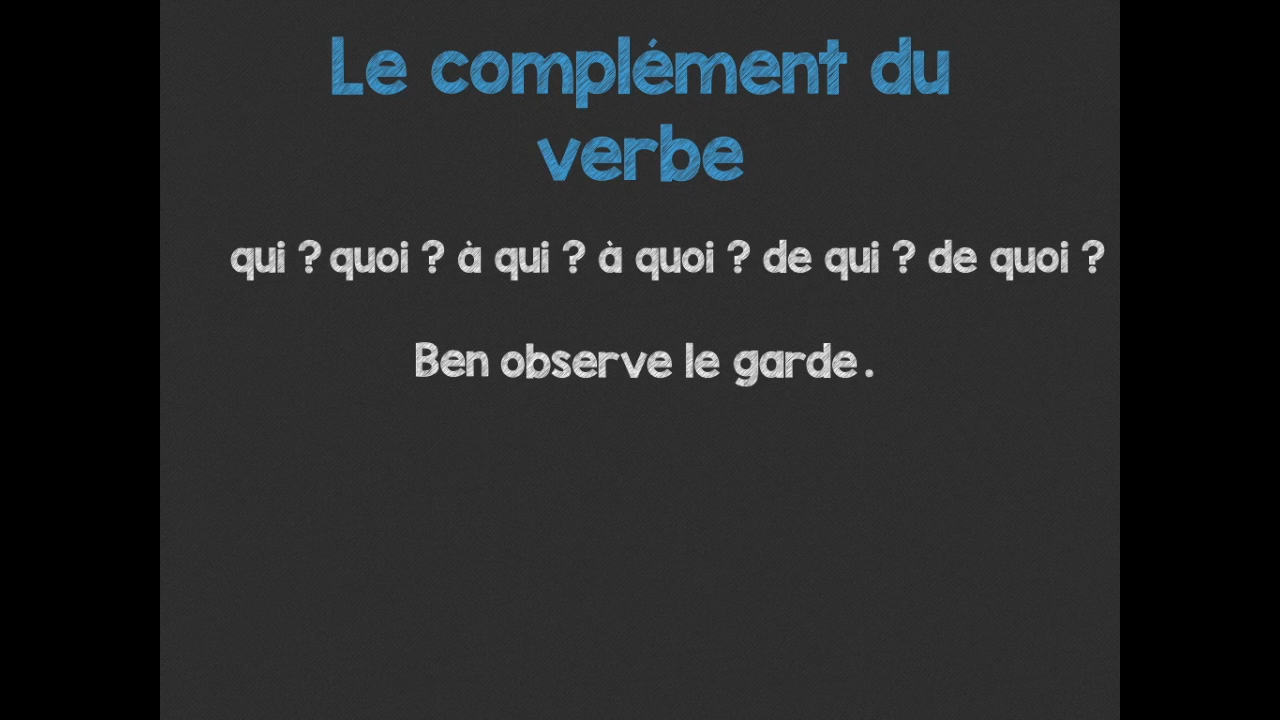 Le complément du
verbe
qui ? quoi ? à qui ? à quoi ? de qui ? de quoi ?
Ben observe le garde .